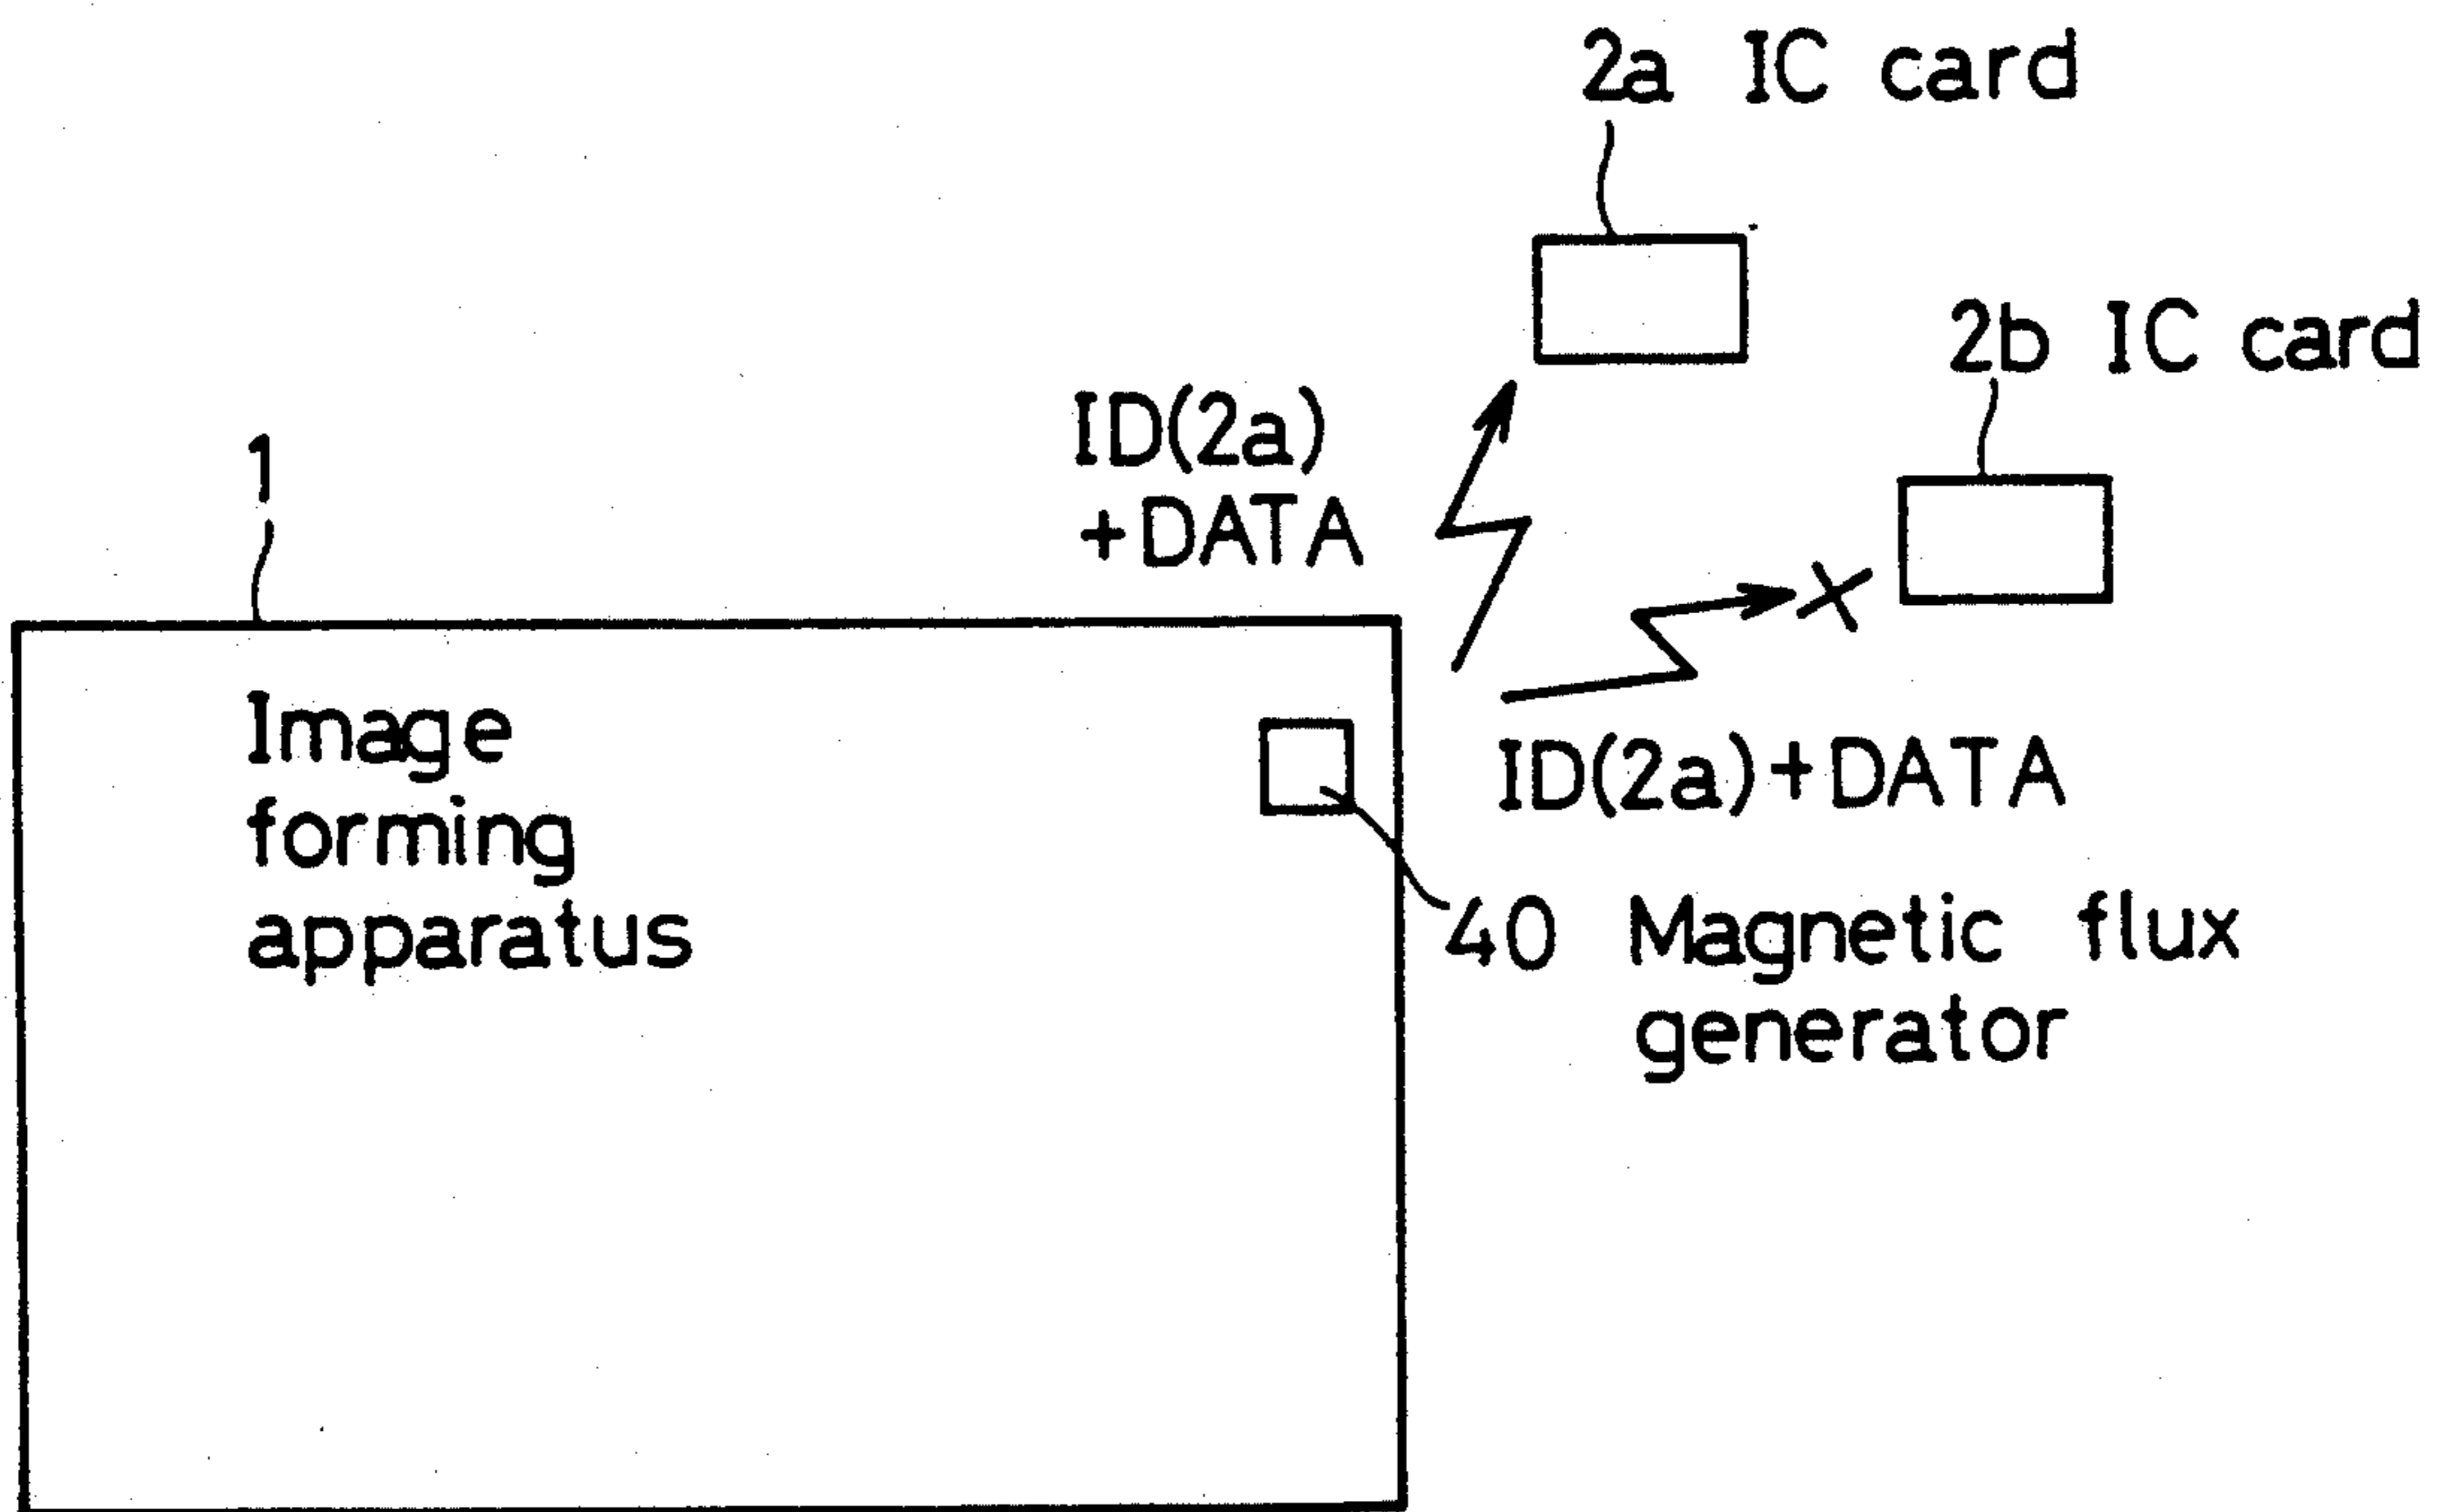 2a IC card
2b IC card
ID(2a)
+DATA
1
Image
forming
apparatus
ID(2a)+DATA
40 Magnetic flux
generator